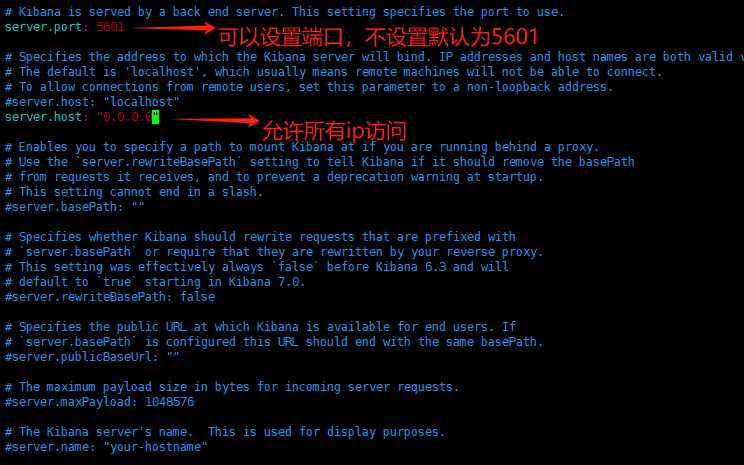 # Kibana is served by a back end server. This setting specifies the port to use.
server.port: 5601
可以设置端口，不设置默认为5601
# Specifies the address to which the Kibana server will bind. IP addresses and host names are both valid v
# The default is 'localhost', which usually means remote machines will not be able to connect.
# To allow connections from remote users, set this parameter to a non-loopback address.
#server.host: "localhost"
server.host: "0.0.0.0"
允许所有ip访问
# Enables you to specify a path to mount Kibana at if you are running behind a proxy.
# Use the `server.rewriteBasePath` setting to tell Kibana if it should remove the basePath
# from requests it receives, and to prevent a deprecation warning at startup.
# This setting cannot end in a slash.
#server.basePath: ""
# Specifies whether Kibana should rewrite requests that are prefixed with
# `server.basePath` or require that they are rewritten by your reverse proxy.
# This setting was effectively always `false` before Kibana 6.3 and will
# default to `true` starting in Kibana 7.0.
#server.rewriteBasePath: false
# Specifies the public URL at which Kibana is available for end users. If
# `server.basePath` is configured this URL should end with the same basePath.
#server.publicBaseUrl: ""
# The maximum payload size in bytes for incoming server requests.
#server.maxPayload: 1048576
# The Kibana server's name.  This is used for display purposes.
#server.name: "your-hostname"